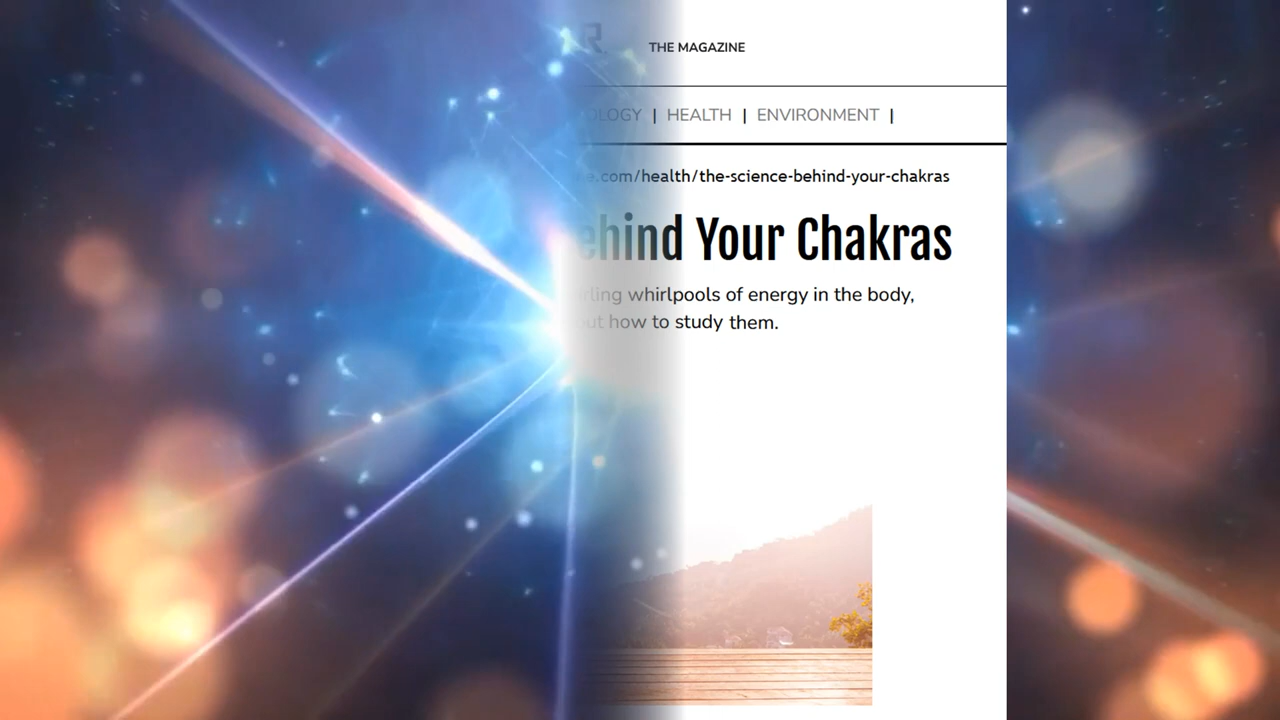 R
THE MAGAZINE
OLOGY | HEALTH | ENVIRONMENT |
e.com/health/the-science-behind-your-chakras
ehind Your Chakras
rling whirlpools of energy in the body,
out how to study them.